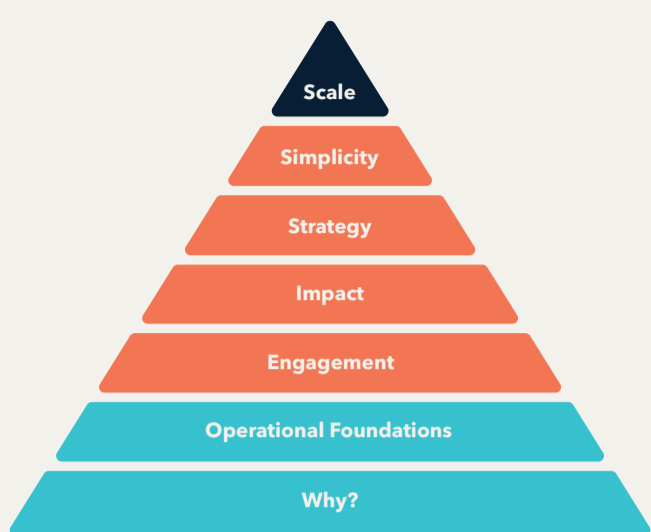 Scale
Simplicity
Strategy
Impact
Engagement
Operational Foundations
Why?